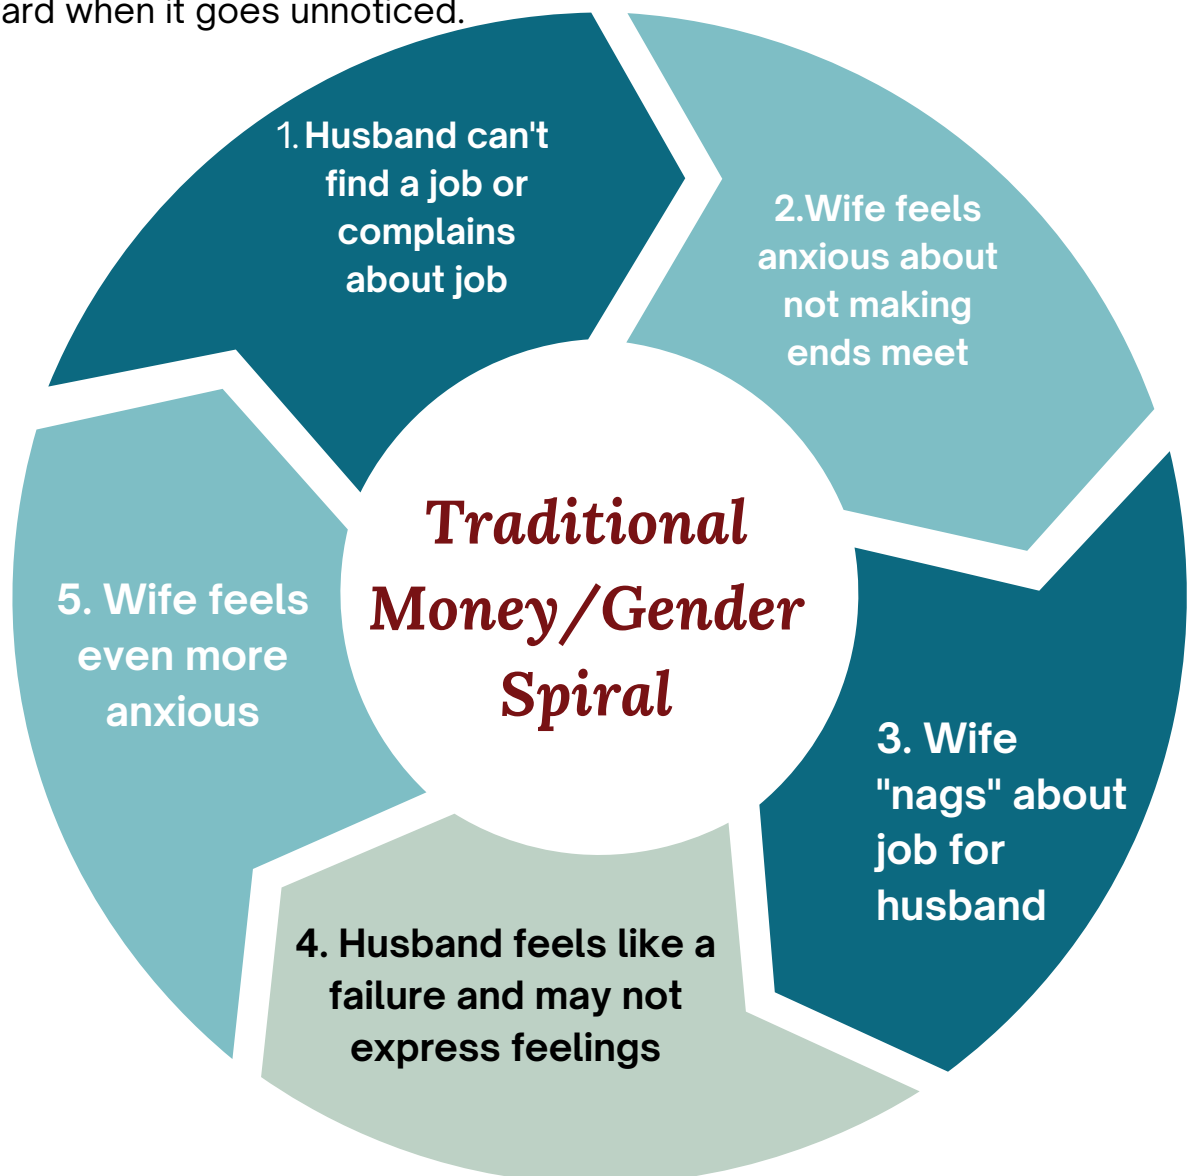 ard when it goes unnoticed.
1. Husband can't
find a job or
complains
about job
2.Wife feels
anxious about
not making
ends meet
3. Wife
"nags" about
job for
husband
4. Husband feels like a
failure and may not
express feelings
5. Wife feels
even more
anxious
Traditional
Money/Gender
Spiral